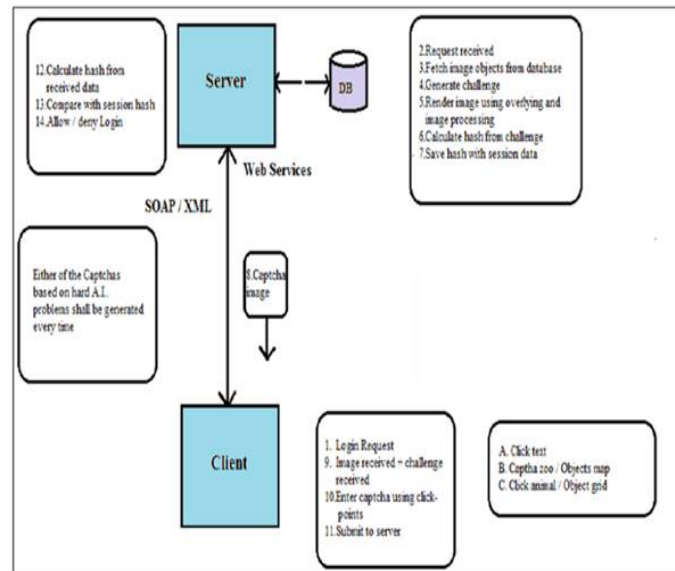 12.Calculate hash from
received data
13.Compare with session hash
14.Allow / deny Login
Server
DB
2.Request received
3.Fetch image objects from database
4.Generate challenge
5.Render image using overlying and
image processing
6.Calculate hash from challenge
7.Save hash with session data
Web Services
SOAP / XML
Either of the Captchas
based on hard A.I.
problems shall be generated
every time
8.Captcha
image
Client
1. Login Request
9. Image received + challenge
received
10.Enter captcha using click-
points
11.Submit to server
A. Click text
B. Captha zoo / Objects map
C. Click animal / Object grid